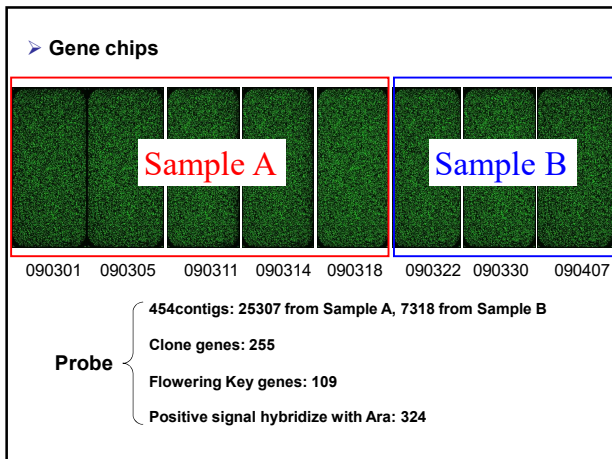 ➢ Gene chips
Sample A
Sample B
090301 090305 090311 090314 090318 090322 090330 090407
Probe
454contigs: 25307 from Sample A, 7318 from Sample B
Clone genes: 255
Flowering Key genes: 109
Positive signal hybridize with Ara: 324